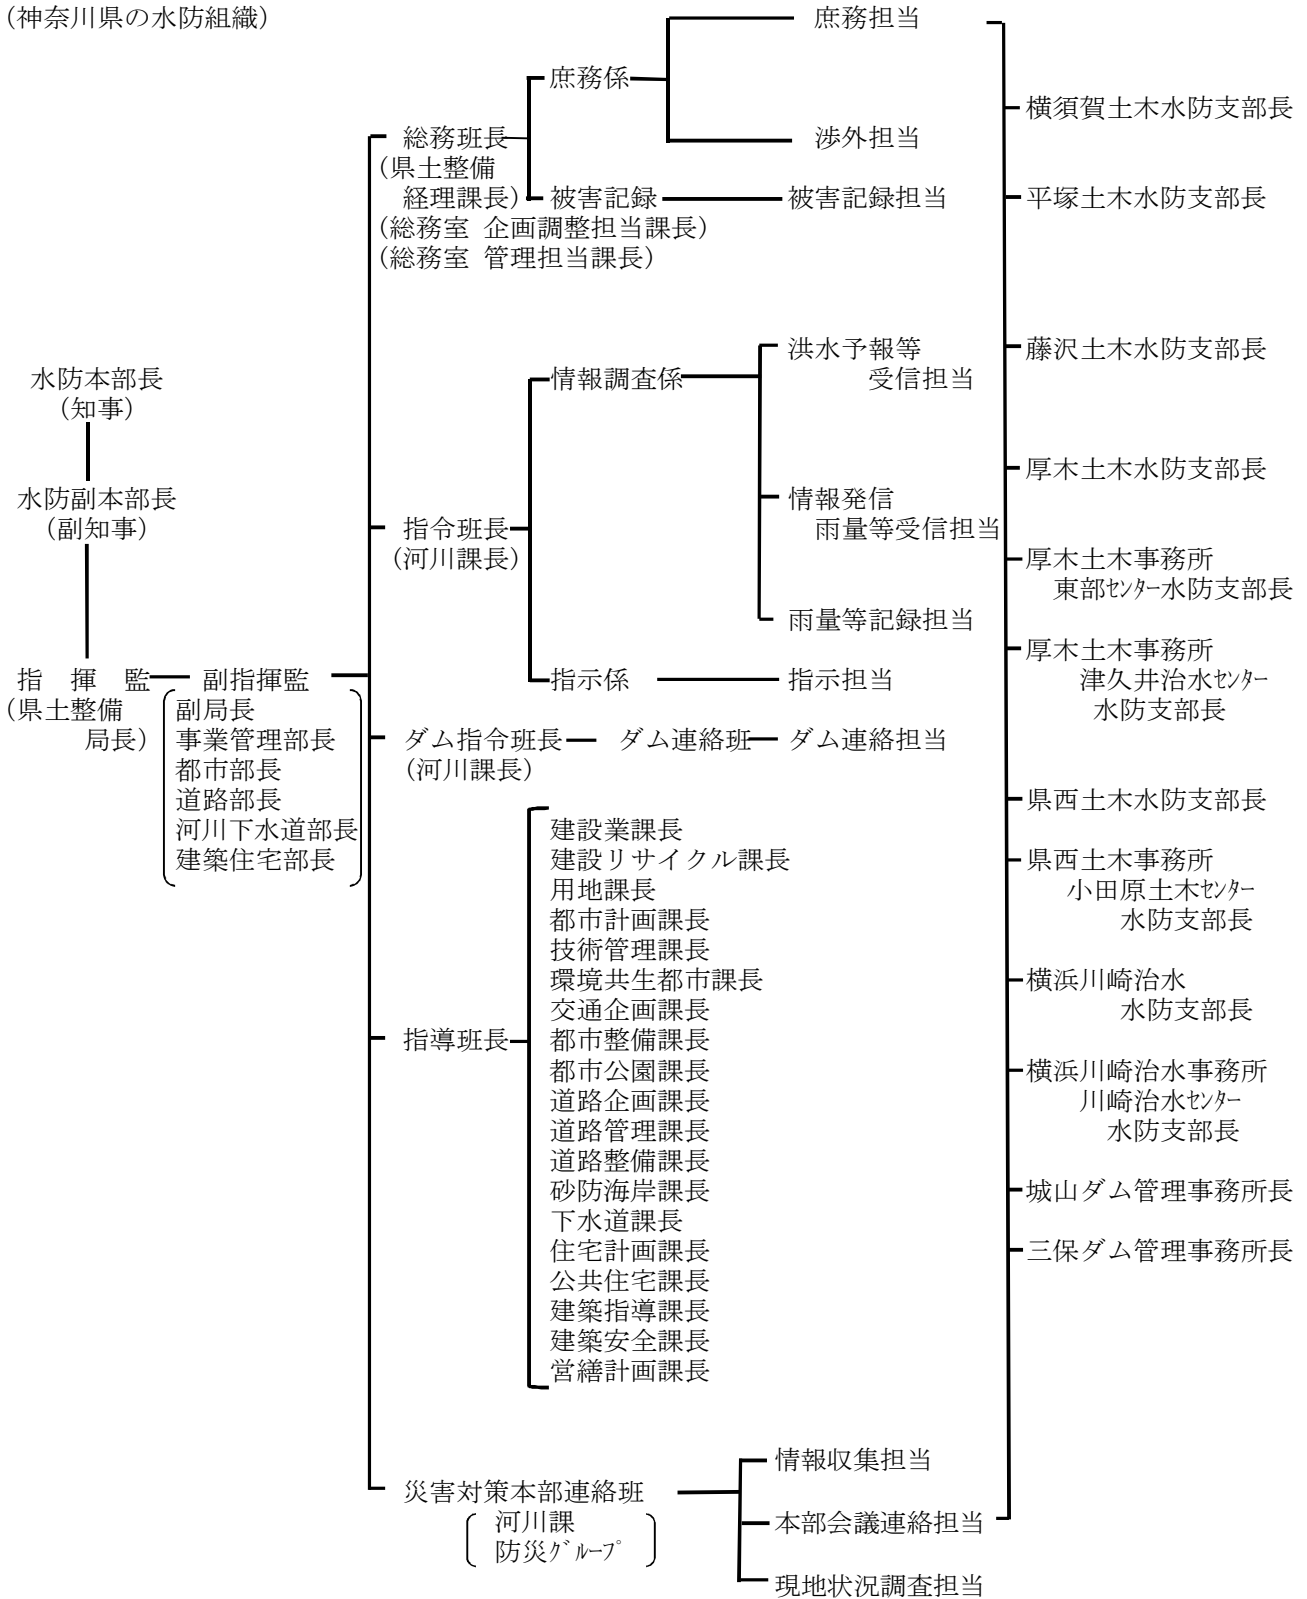 (神奈川県の水防組織)
水防本部長
(知事)
水防副本部長
(副知事)
指 揮 監
(県土整備
局長)
副指揮監
副局長
事業管理部長
都市部長
道路部長
河川下水道部長
建築住宅部長
総務班長
(県土整備
経理課長)
(総務室 企画調整担当課長)
(総務室 管理担当課長)
庶務係
庶務担当
渉外担当
被害記録
被害記録担当
指令班長
(河川課長)
情報調査係
洪水予報等
受信担当
情報発信
雨量等受信担当
雨量等記録担当
指示係
指示担当
ダム指令班長
(河川課長)
ダム連絡班
ダム連絡担当
指導班長
建設業課長
建設リサイクル課長
用地課長
都市計画課長
技術管理課長
環境共生都市課長
交通企画課長
都市整備課長
都市公園課長
道路企画課長
道路管理課長
道路整備課長
砂防海岸課長
下水道課長
住宅計画課長
公共住宅課長
建築指導課長
建築安全課長
営繕計画課長
災害対策本部連絡班
河川課
防災ｸﾞﾙｰﾌﾟ
情報収集担当
本部会議連絡担当
現地状況調査担当
横須賀土木水防支部長
平塚土木水防支部長
藤沢土木水防支部長
厚木土木水防支部長
厚木土木事務所
東部ｾﾝﾀｰ水防支部長
厚木土木事務所
津久井治水ｾﾝﾀｰ
水防支部長
県西土木水防支部長
県西土木事務所
小田原土木ｾﾝﾀｰ
水防支部長
横浜川崎治水
水防支部長
横浜川崎治水事務所
川崎治水ｾﾝﾀｰ
水防支部長
城山ダム管理事務所長
三保ダム管理事務所長